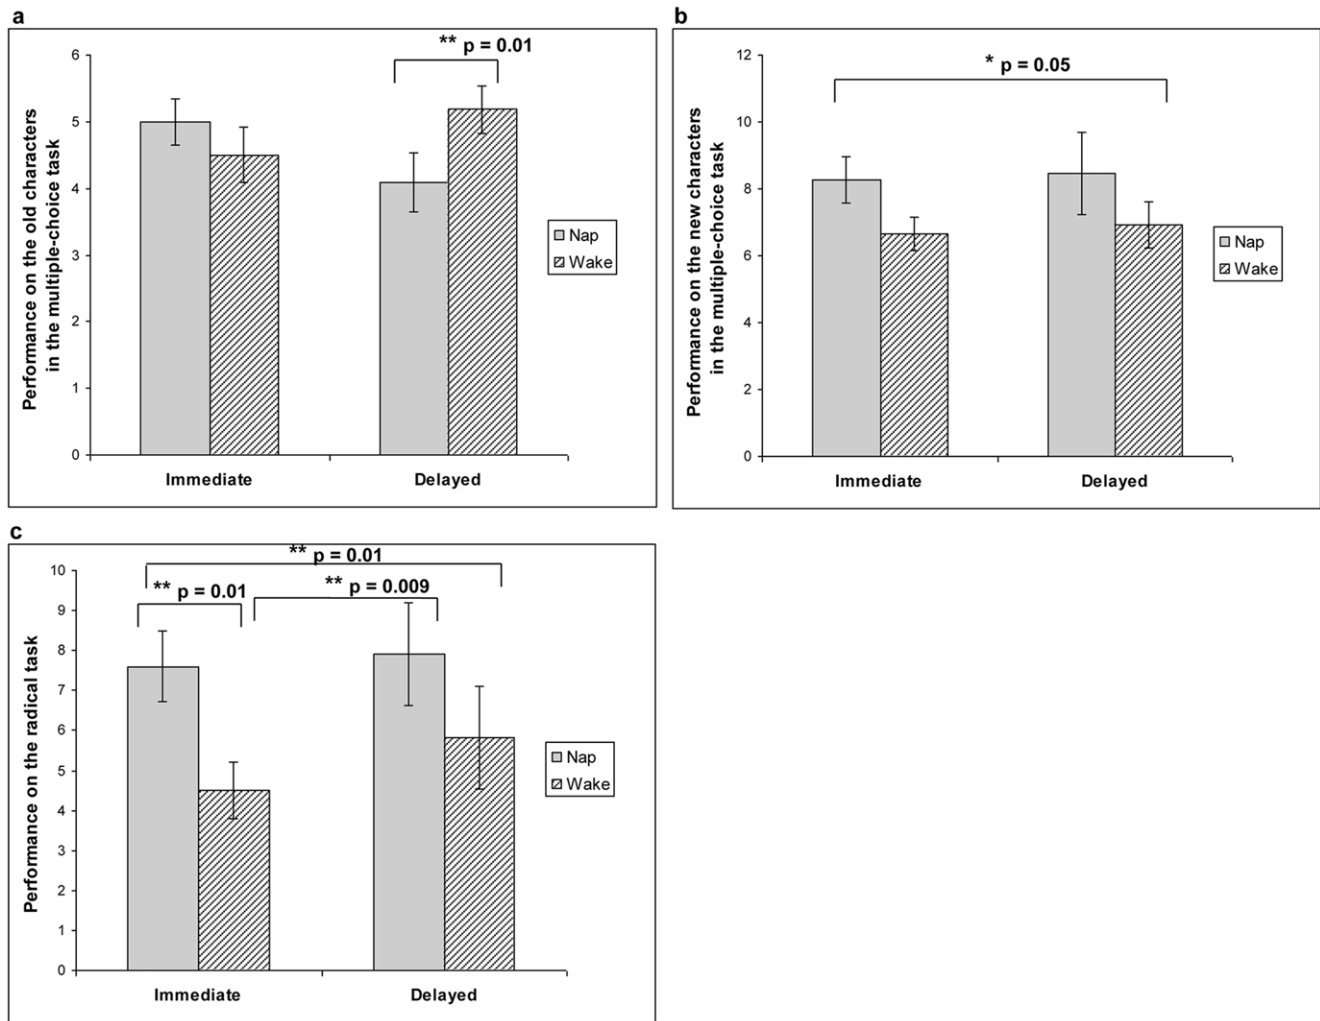 a
Performance on the old characters
in the multiple-choice task
6
5
4
3
2
1
0
** p = 0.01
Immediate
Delayed
Nap
Wake
b
Performance on the new characters
in the multiple-choice task
12
10
8
6
4
2
0
* p = 0.05
Immediate
Delayed
Nap
Wake
c
Performance on the radical task
10
9
8
7
6
5
4
3
2
1
0
** p = 0.01
** p = 0.01
** p = 0.009
Immediate
Delayed
Nap
Wake